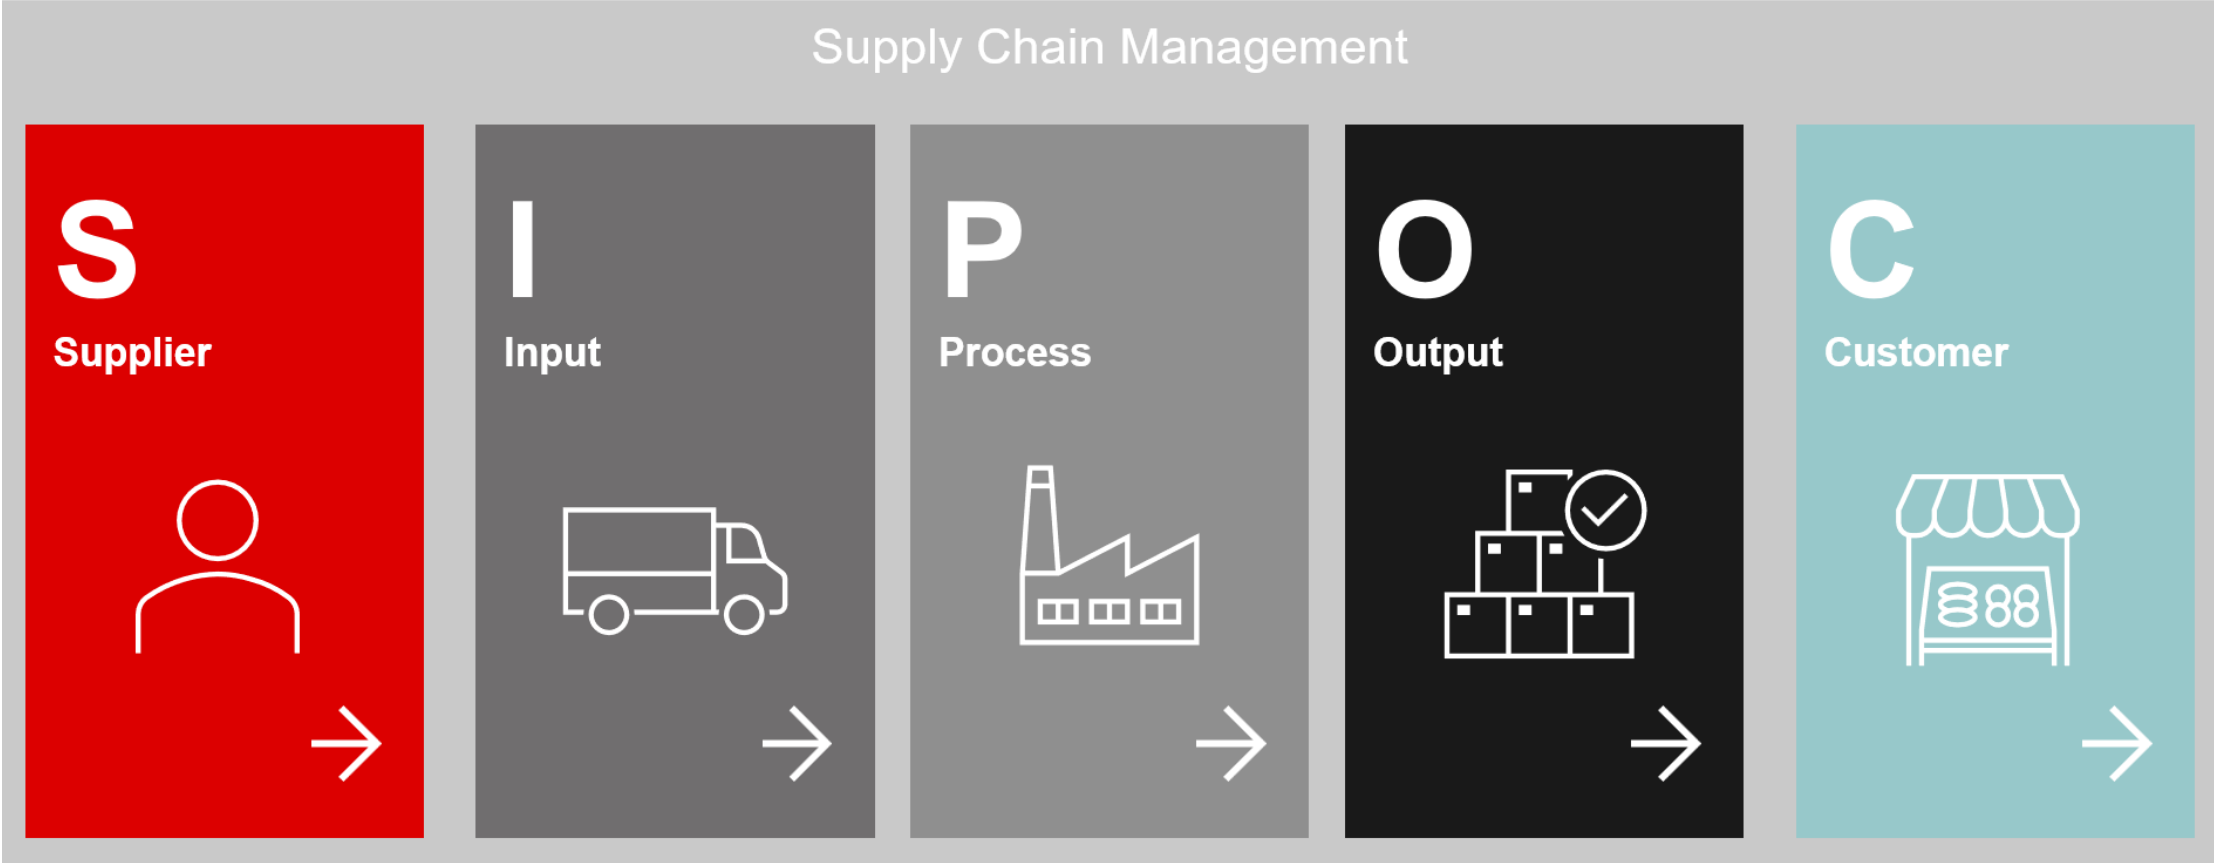 Supply Chain Management
S
Supplier
I
Input
P
Process
O
Output
C
Customer